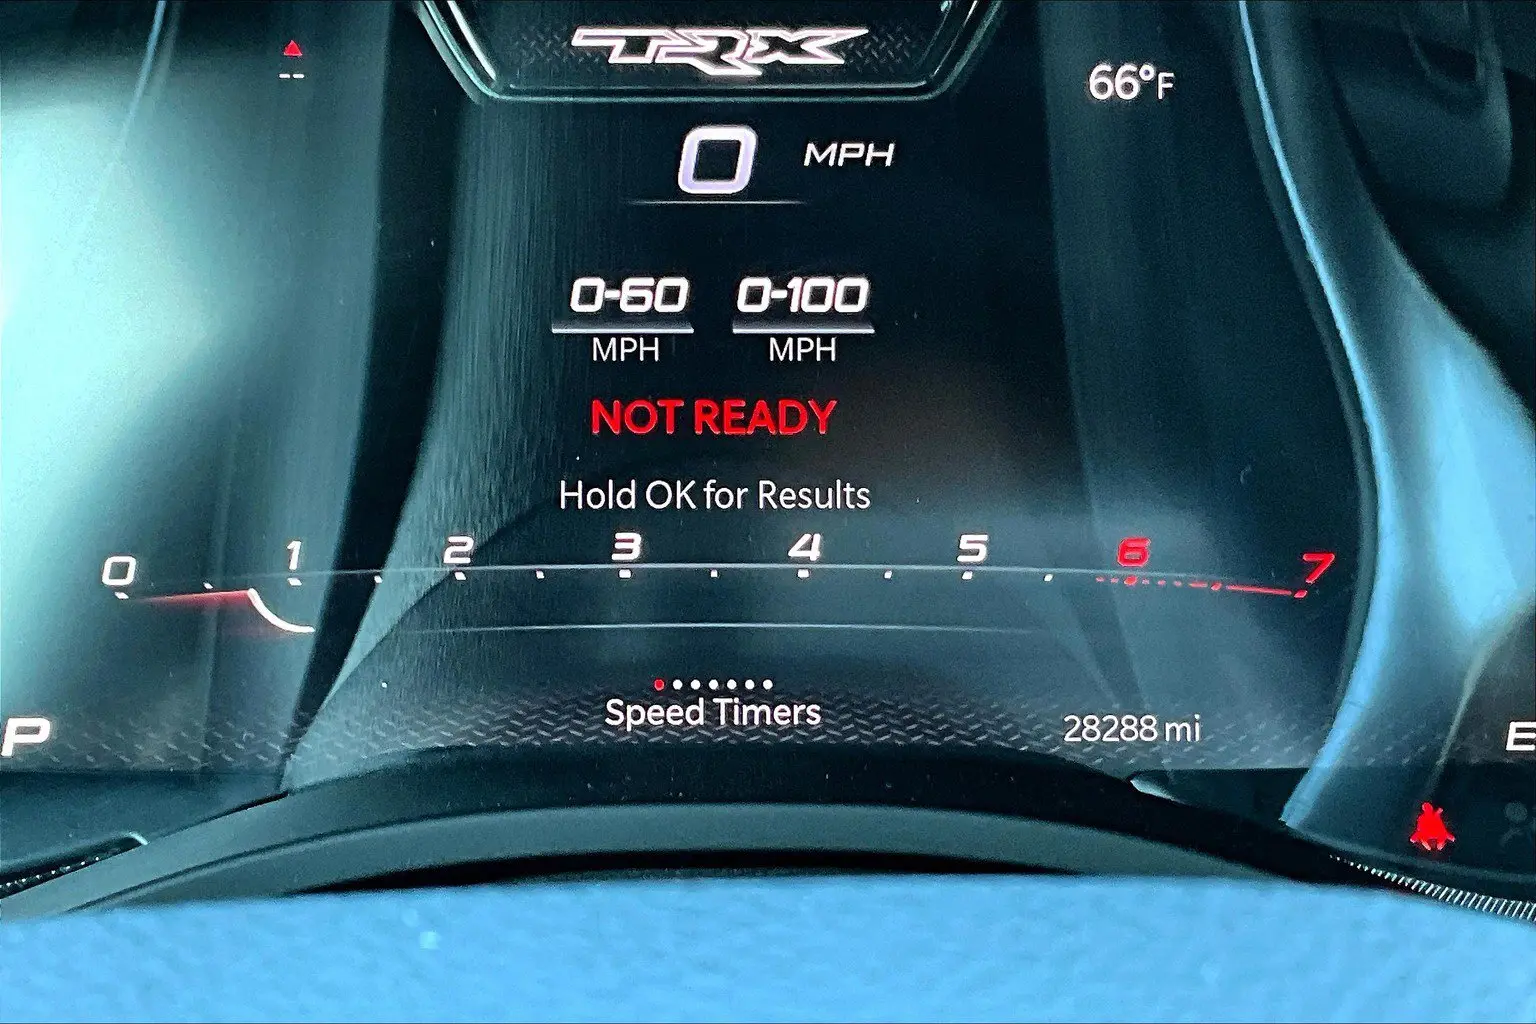 TRX
--
66°F
0 MPH
0-60 0-100
MPH MPH
NOT READY
Hold OK for Results
0 1 2 3 4 5 6 7
Speed Timers
P
28288 mi
E